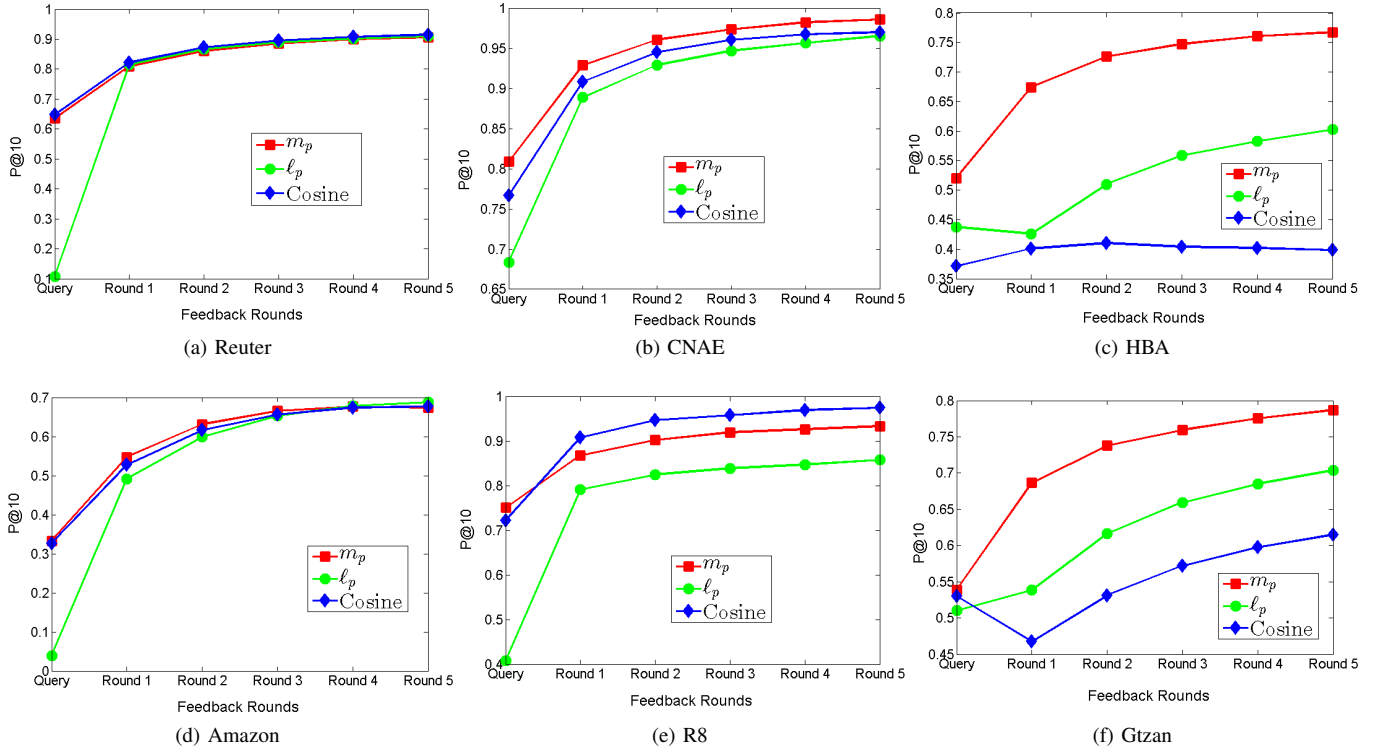 1
0.9
0.8
0.7
0.6
0.5
0.4
0.3
0.2
0.1
P@10
Query Round 1 Round 2 Round 3 Round 4 Round 5
Feedback Rounds
m_p
ℓ_p
Cosine
(a) Reuter
1
0.95
0.9
0.85
0.8
0.75
0.7
0.65
P@10
Query Round 1 Round 2 Round 3 Round 4 Round 5
Feedback Rounds
m_p
ℓ_p
Cosine
(b) CNAE
0.8
0.75
0.7
0.65
0.6
0.55
0.5
0.45
0.4
0.35
P@10
Query Round 1 Round 2 Round 3 Round 4 Round 5
Feedback Rounds
m_p
ℓ_p
Cosine
(c) HBA
0.7
0.6
0.5
0.4
0.3
0.2
0.1
0
P@10
Query Round 1 Round 2 Round 3 Round 4 Round 5
Feedback Rounds
m_p
ℓ_p
Cosine
(d) Amazon
1
0.9
0.8
0.7
0.6
0.5
0.4
P@10
Query Round 1 Round 2 Round 3 Round 4 Round 5
Feedback Rounds
m_p
ℓ_p
Cosine
(e) R8
0.8
0.75
0.7
0.65
0.6
0.55
0.5
0.45
P@10
Query Round 1 Round 2 Round 3 Round 4 Round 5
Feedback Rounds
m_p
ℓ_p
Cosine
(f) Gtzan